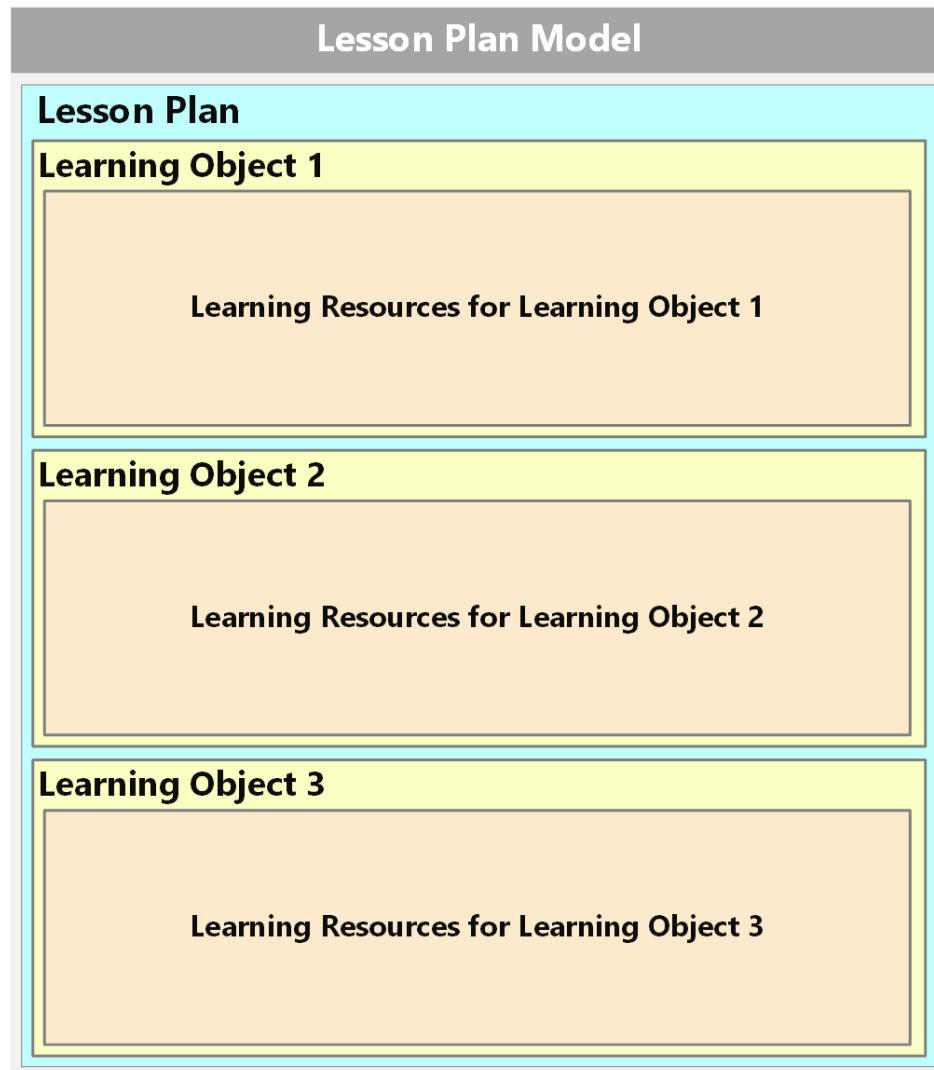 Lesson Plan Model
Lesson Plan
Learning Object 1
Learning Resources for Learning Object 1
Learning Object 2
Learning Resources for Learning Object 2
Learning Object 3
Learning Resources for Learning Object 3